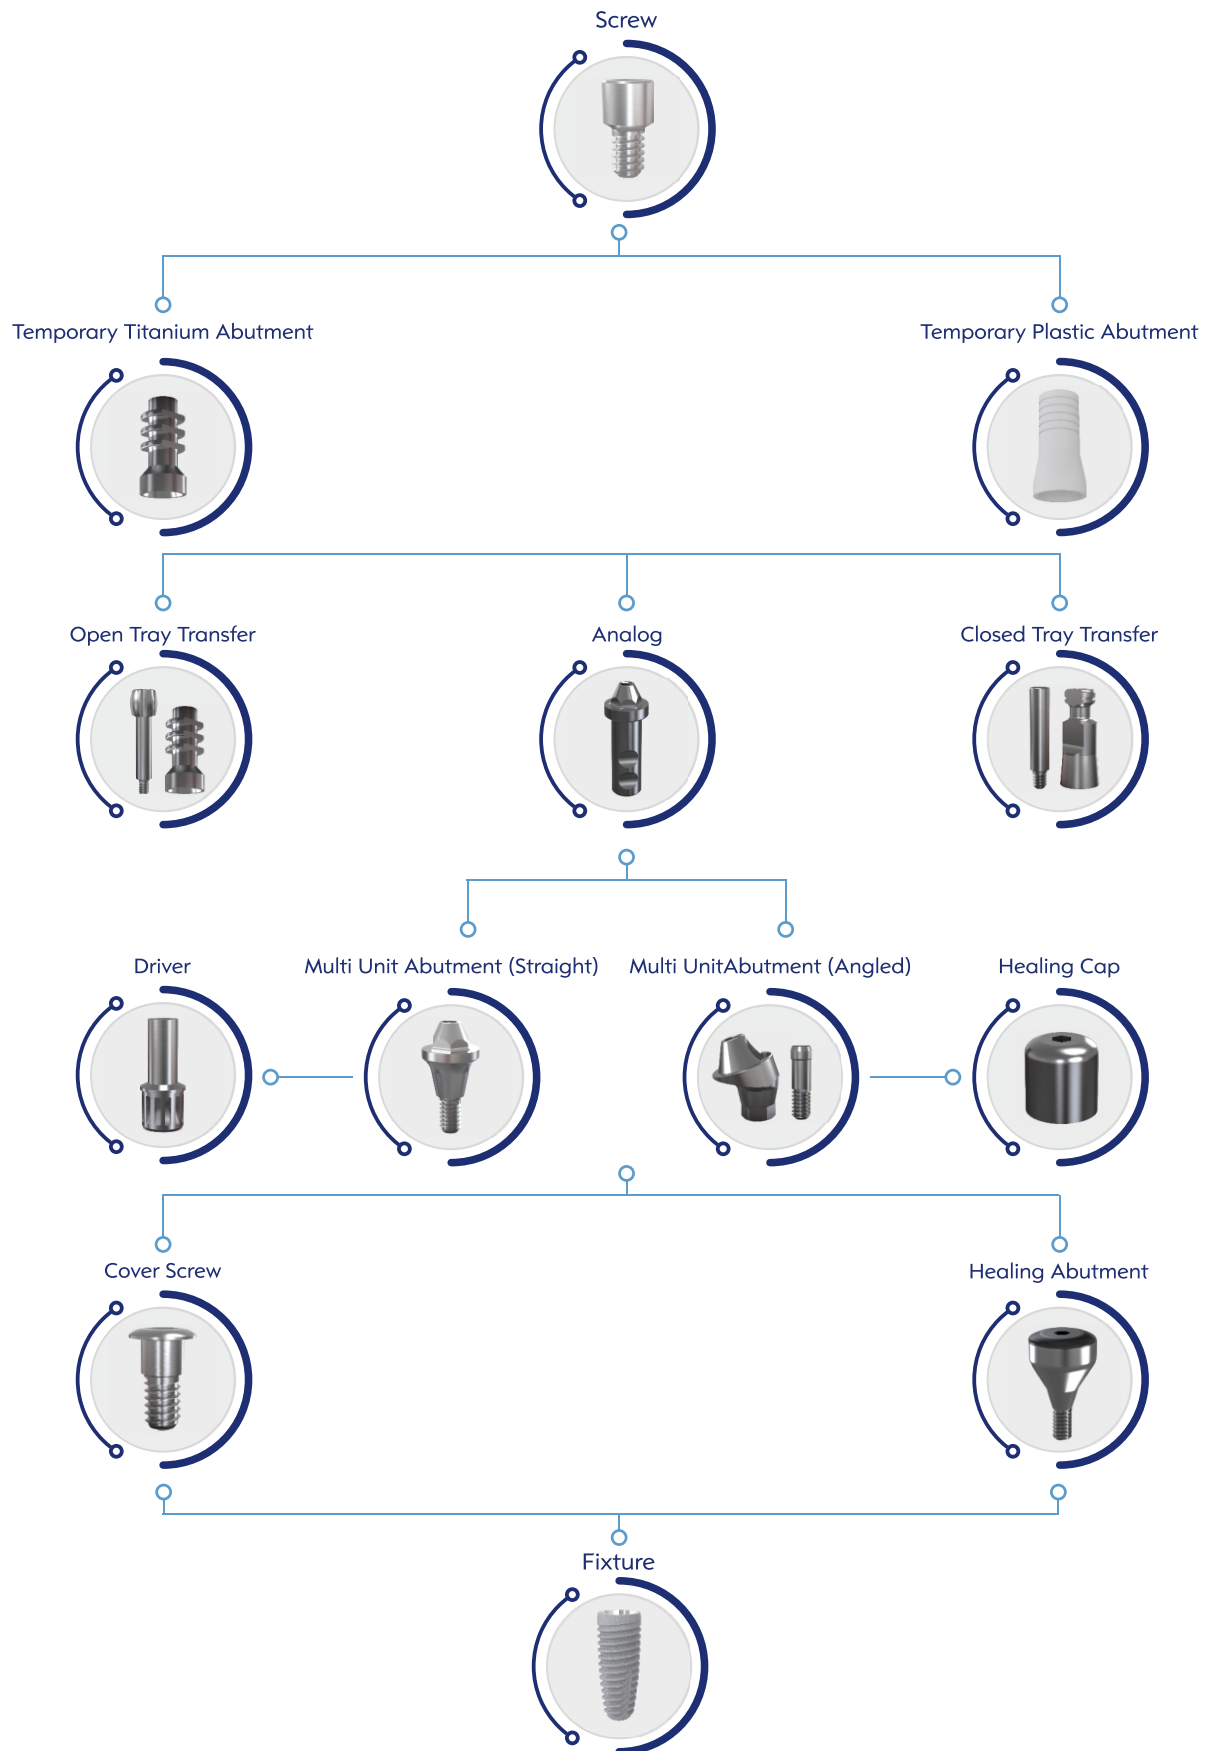 Screw
Temporary Titanium Abutment
Temporary Plastic Abutment
Open Tray Transfer
Analog
Closed Tray Transfer
Driver
Multi Unit Abutment (Straight)
Multi UnitAbutment (Angled)
Healing Cap
Cover Screw
Healing Abutment
Fixture